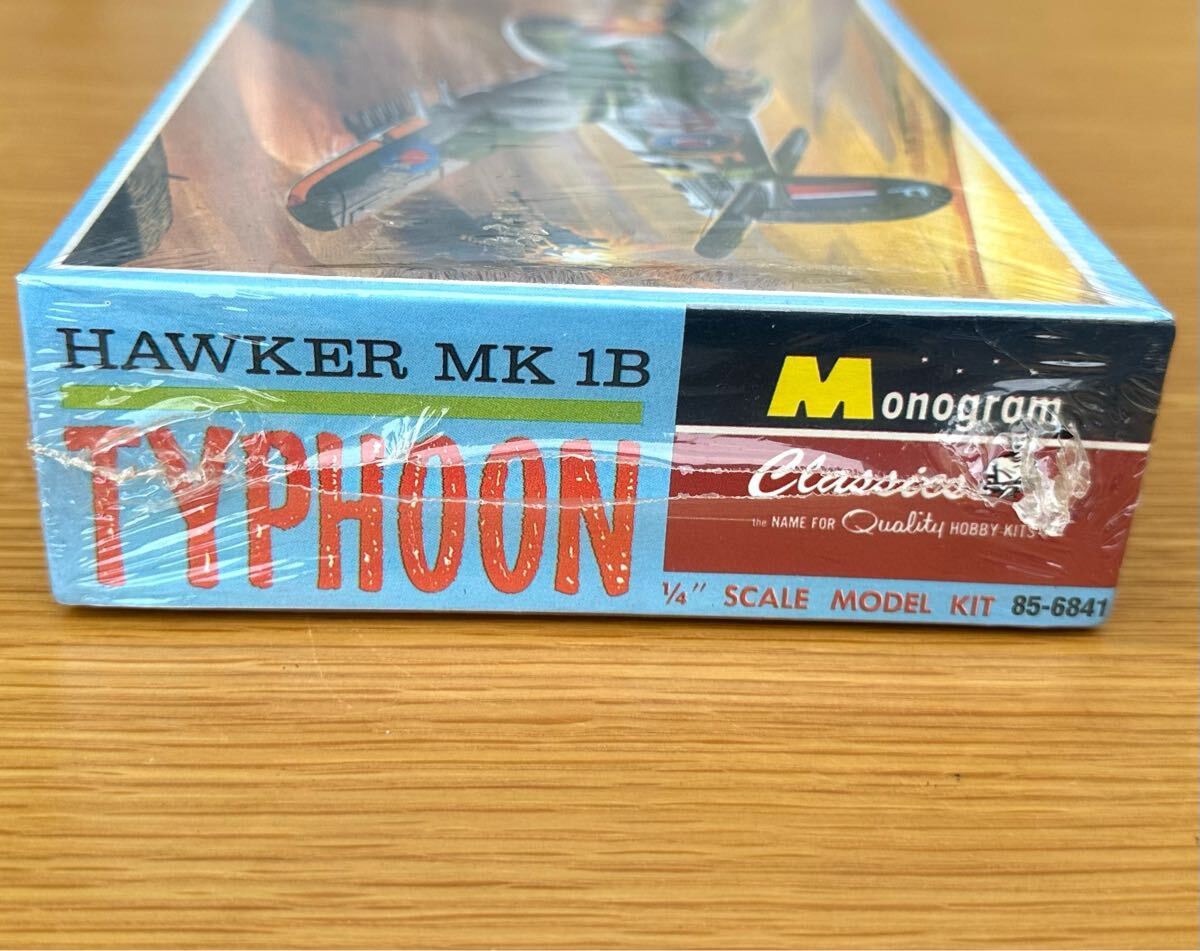 HAWKER MK 1B
TYPHOON
Monogram
Classics
the NAME FOR Quality HOBBY KITS
1/4" SCALE MODEL KIT 85-6841